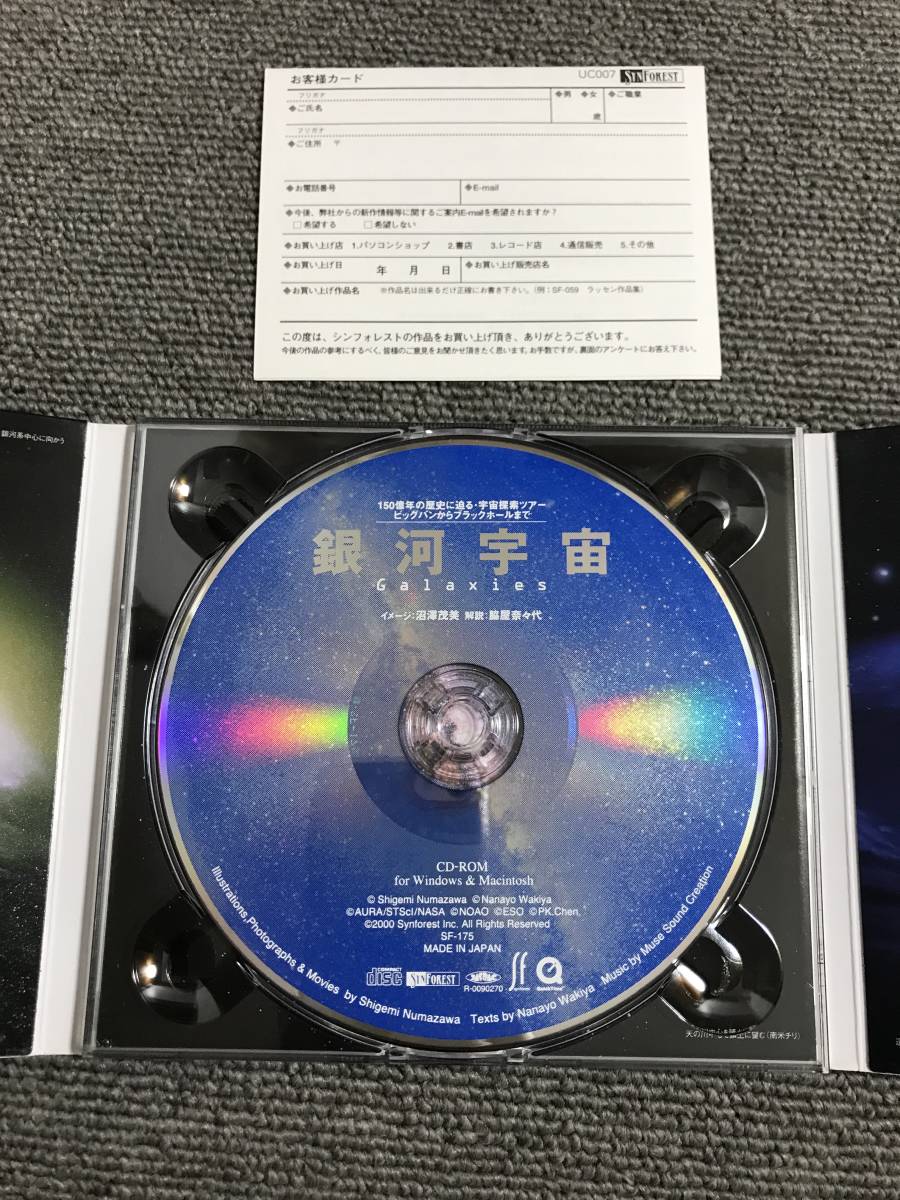 お客様カード
UC007 SYNFOREST
フリガナ
◆ご氏名
◆男 ◆女
歳
◆ご職業
フリガナ
◆ご住所 〒
◆お電話番号
◆E-mail
◆今後、弊社からの新作情報等に関するご案内E-mailを希望されますか?
□希望する □希望しない
◆お買い上げ店 1.パソコンショップ 2.書店 3.レコード店 4.通信販売 5.その他
◆お買い上げ日 年 月 日
◆お買い上げ販売店名
◆お買い上げ作品名 ※作品名は出来るだけ正確にお書き下さい。(例:SF-059 ラッセン作品集)
この度は、シンフォレストの作品をお買い上げ頂き、ありがとうございます。
今後の作品の参考にするべく、皆様のご意見をお聞かせ頂きたく思います。お手数ですが、裏面のアンケートにお答え下さい。
銀河系中心に向かう
150億年の歴史に迫る・宇宙探索ツアー
ビッグバンからブラックホールまで
銀河宇宙
Galaxies
イメージ:沼澤茂美 解説:脇屋奈々代
CD-ROM
for Windows & Macintosh
© Shigemi Numazawa © Nanayo Wakiya
©AURA/STScI/NASA ©NOAO ©ESO ©PK.Chen.
©2000 Synforest Inc. All Rights Reserved
SF-175
MADE IN JAPAN
COMPACT disc
SYNFOREST
R-0090270
QuickTime
Illustrations,Photographs & Movies by Shigemi Numazawa Texts by Nanayo Wakiya Music by Muse Sound Creation
(南米チリ)